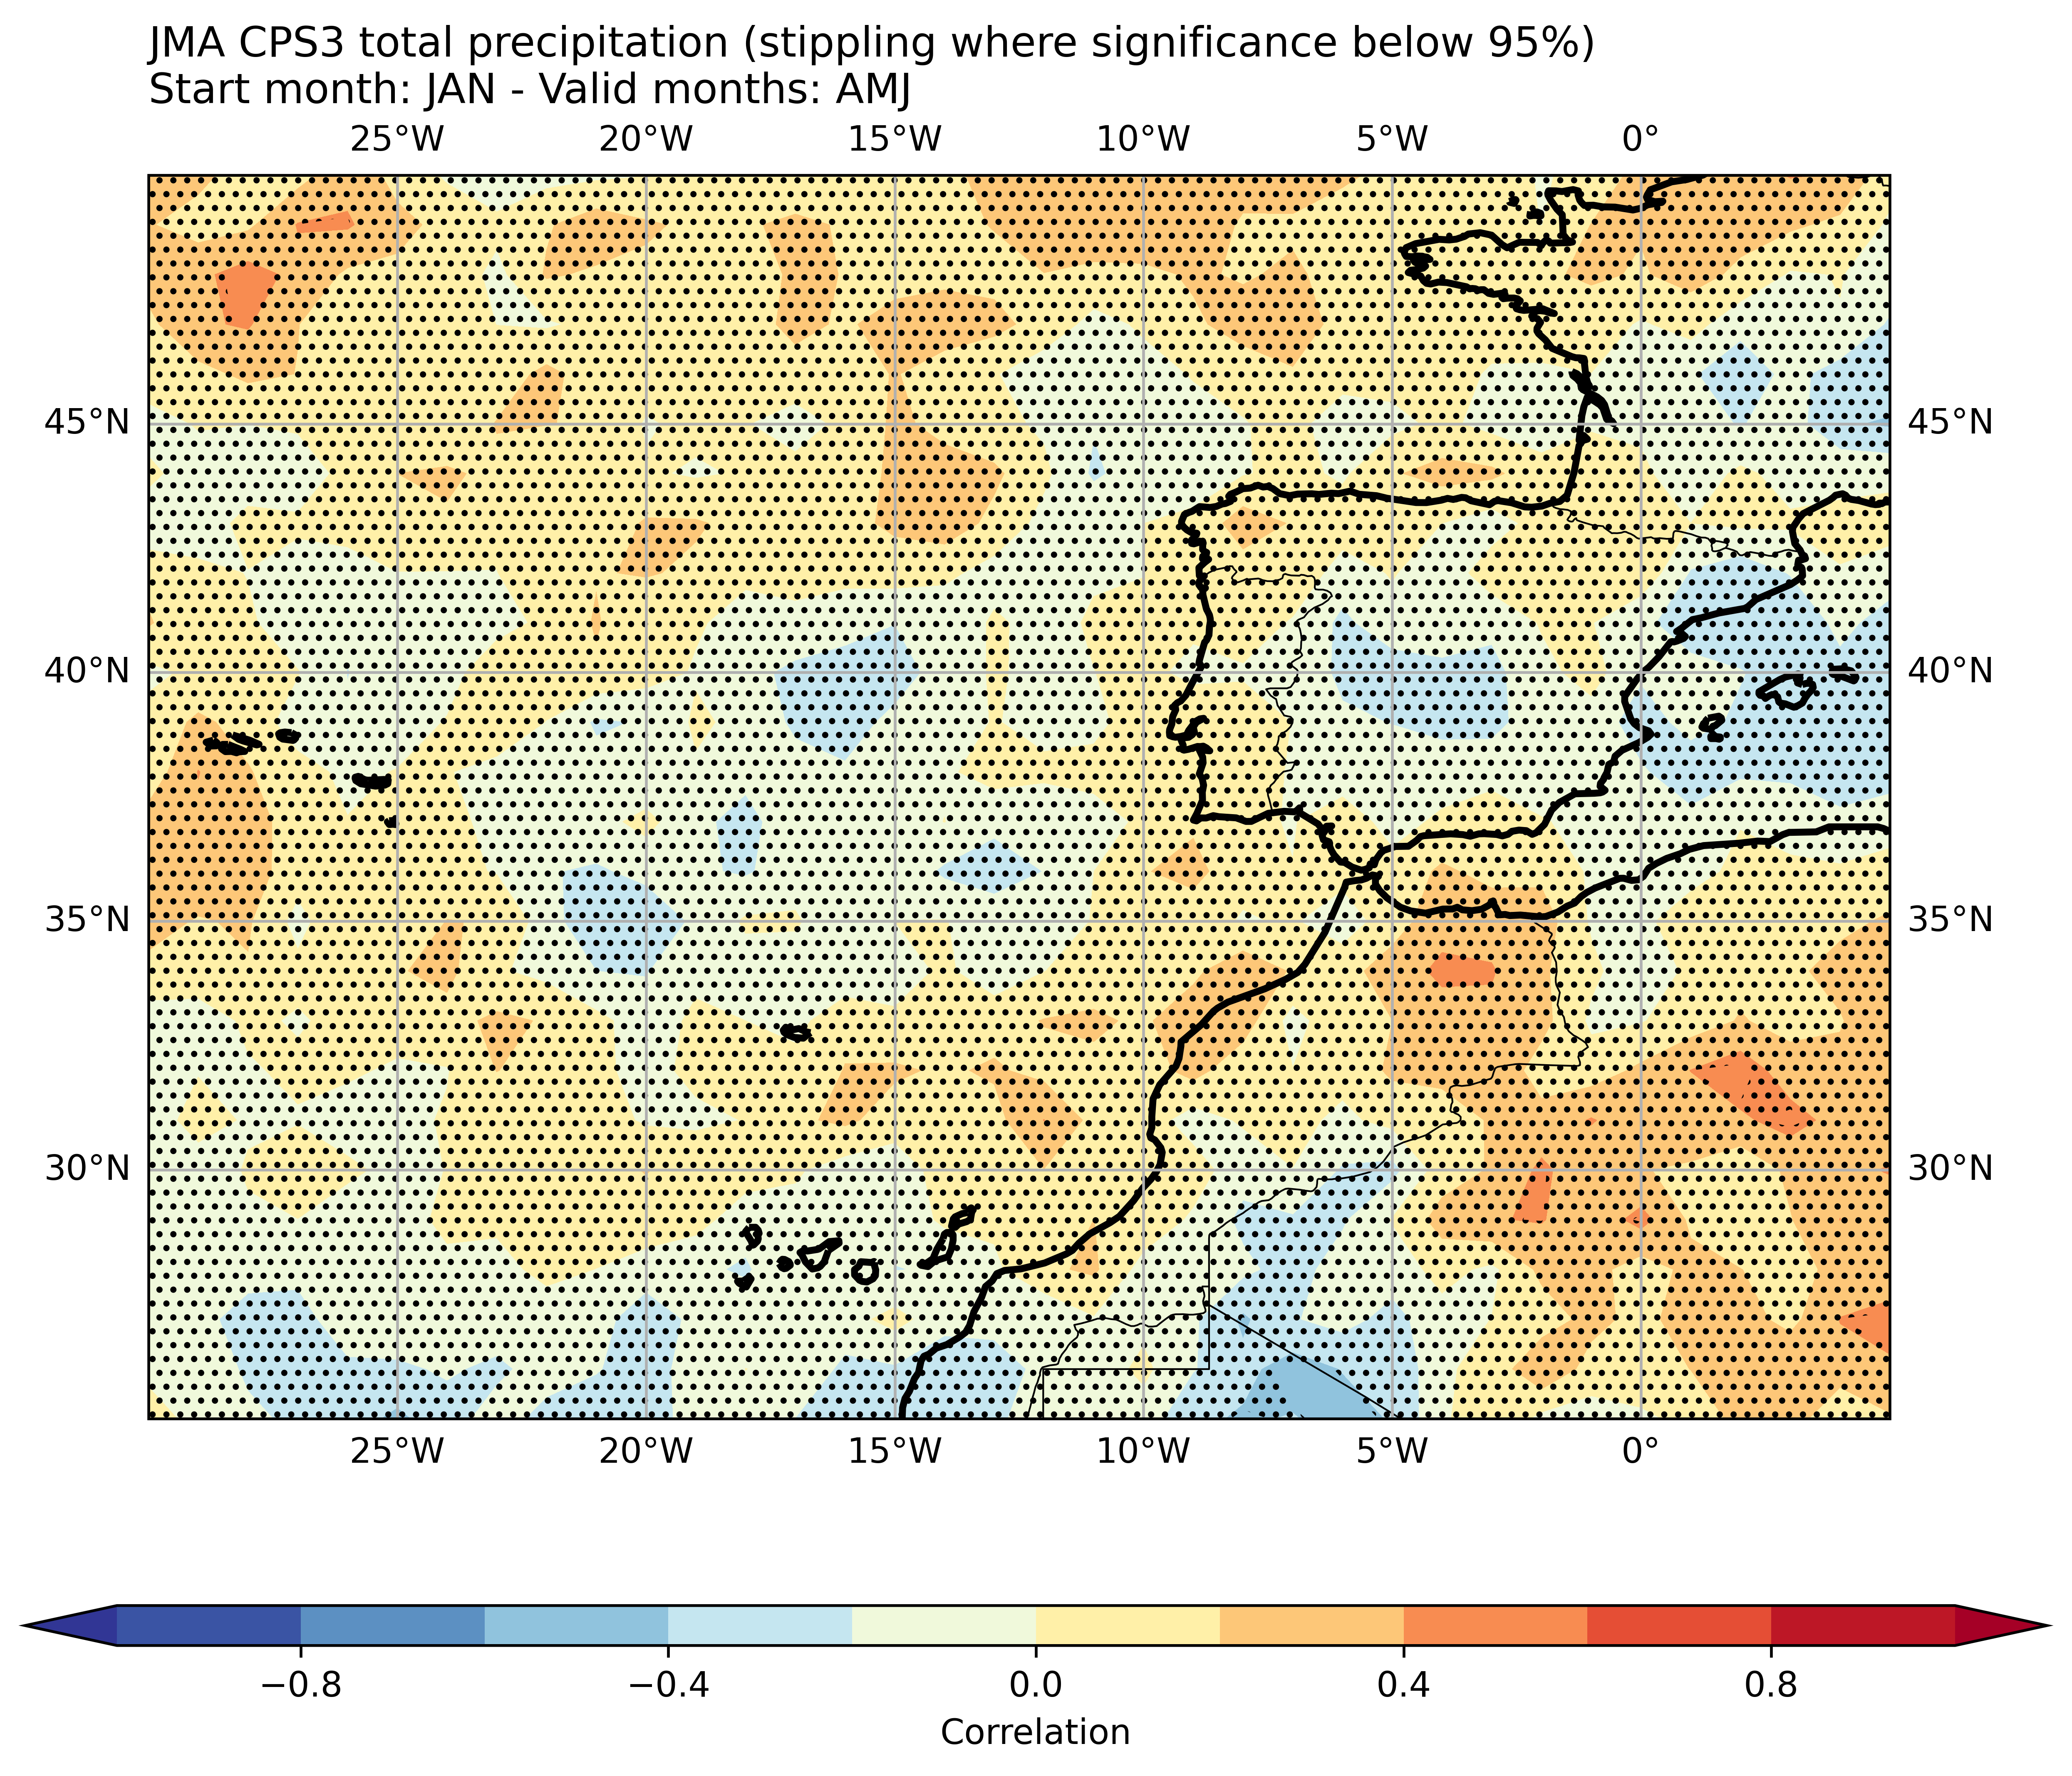 JMA CPS3 total precipitation (stippling where significance below 95%)
Start month: JAN - Valid months: AMJ
25°W 20°W 15°W 10°W 5°W 0°
45°N 45°N
40°N 40°N
35°N 35°N
30°N 30°N
25°W 20°W 15°W 10°W 5°W 0°
−0.8 −0.4 0.0 0.4 0.8
Correlation